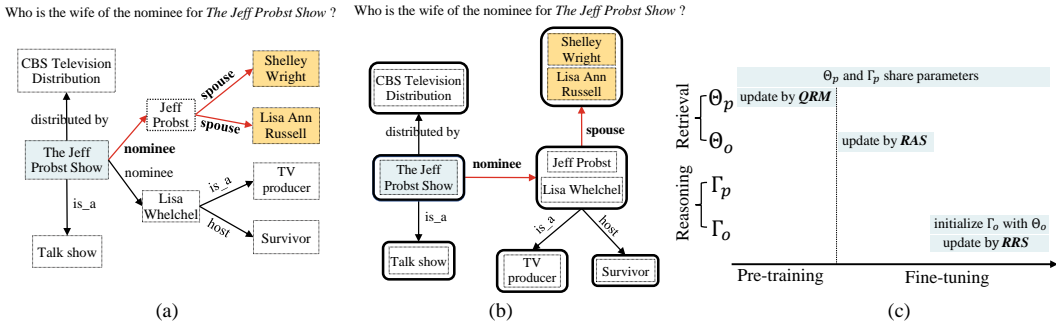 Who is the wife of the nominee for The Jeff Probst Show ?
CBS Television
Distribution
Shelley
Wright
spouse
Jeff
Probst
distributed by
spouse
Lisa Ann
Russell
nominee
The Jeff
Probst Show
nominee
is_a
TV
producer
is_a
Lisa
Whelchel
host
Survivor
Talk show
(a)
Who is the wife of the nominee for The Jeff Probst Show ?
Shelley
Wright
Lisa Ann
Russell
CBS Television
Distribution
distributed by
spouse
nominee
The Jeff
Probst Show
Jeff Probst
Lisa Whelchel
is_a
is_a
host
Talk show
TV
producer
Survivor
(b)
Θp and Γp share parameters
Retrieval
Θp
update by QRM
Θo
update by RAS
Reasoning
Γp
Γo
initialize Γo with Θo
update by RRS
Pre-training
Fine-tuning
(c)